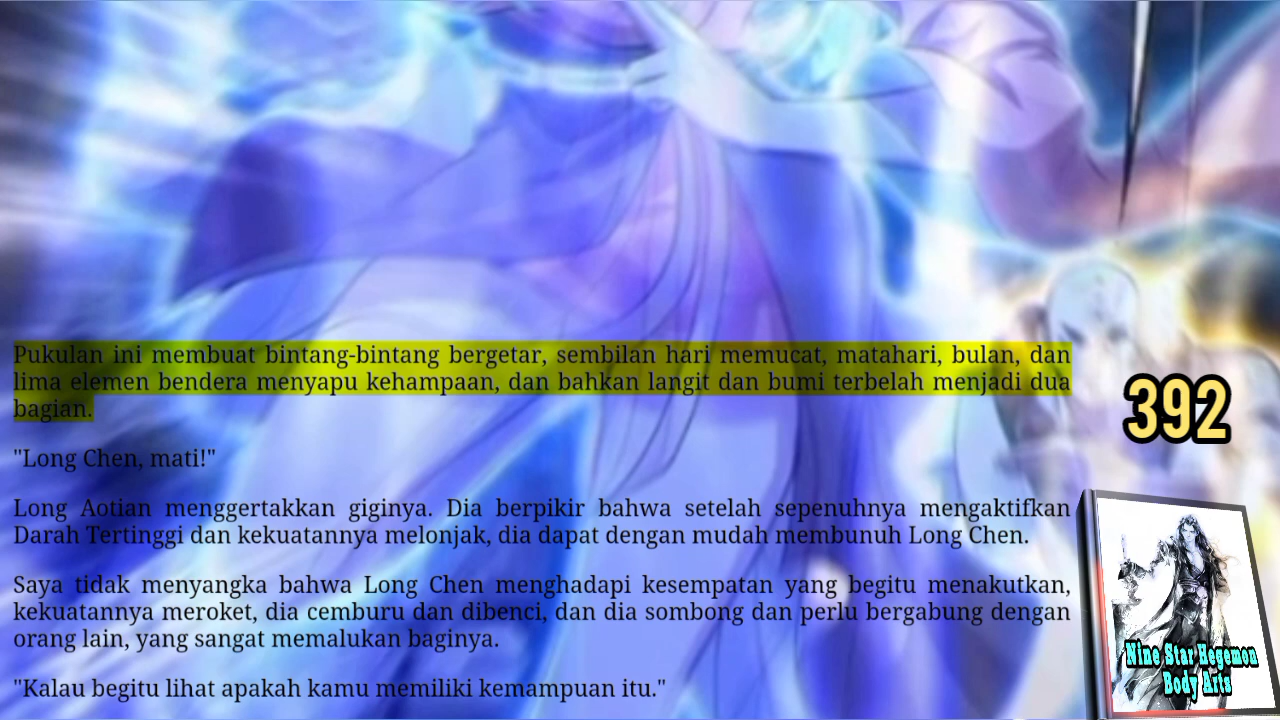 Pukulan ini membuat bintang-bintang bergetar, sembilan hari memucat, matahari, bulan, dan
lima elemen bendera menyapu kehampaan, dan bahkan langit dan bumi terbelah menjadi dua
bagian.
"Long Chen, mati!"
Long Aotian menggertakkan giginya. Dia berpikir bahwa setelah sepenuhnya mengaktifkan
Darah Tertinggi dan kekuatannya melonjak, dia dapat dengan mudah membunuh Long Chen.
Saya tidak menyangka bahwa Long Chen menghadapi kesempatan yang begitu menakutkan,
kekuatannya meroket, dia cemburu dan dibenci, dan dia sombong dan perlu bergabung dengan
orang lain, yang sangat memalukan baginya.
"Kalau begitu lihat apakah kamu memiliki kemampuan itu."
392
Nine Star Hegemon
Body Arts